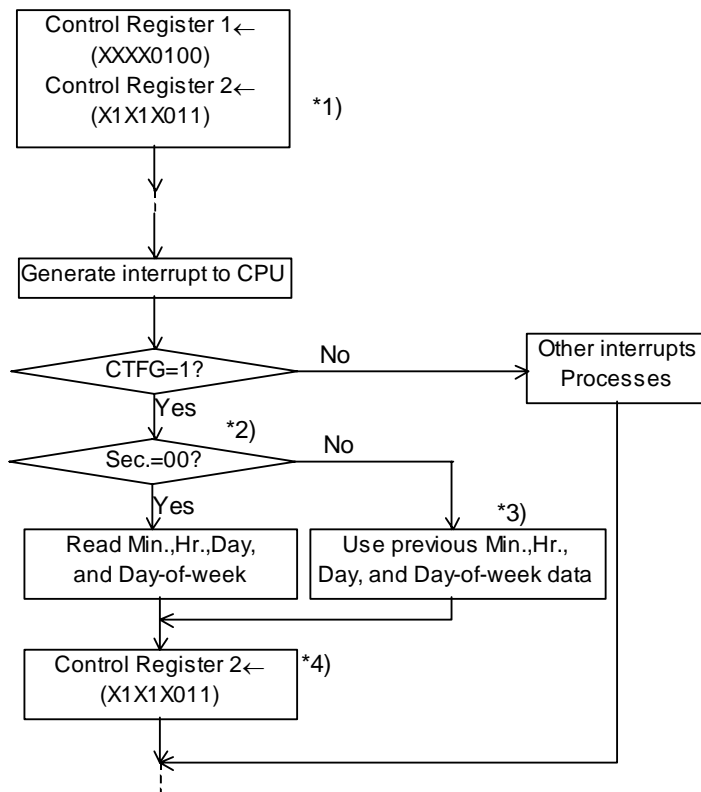 Control Register 1←
(XXXX0100)
Control Register 2←
(X1X1X011)
*1)
Generate interrupt to CPU
CTFG=1?
No
Other interrupts
Processes
Yes
*2)
Sec.=00?
No
Yes
*3)
Read Min.,Hr.,Day,
and Day-of-week
Use previous Min.,Hr.,
Day, and Day-of-week data
Control Register 2←
(X1X1X011)
*4)